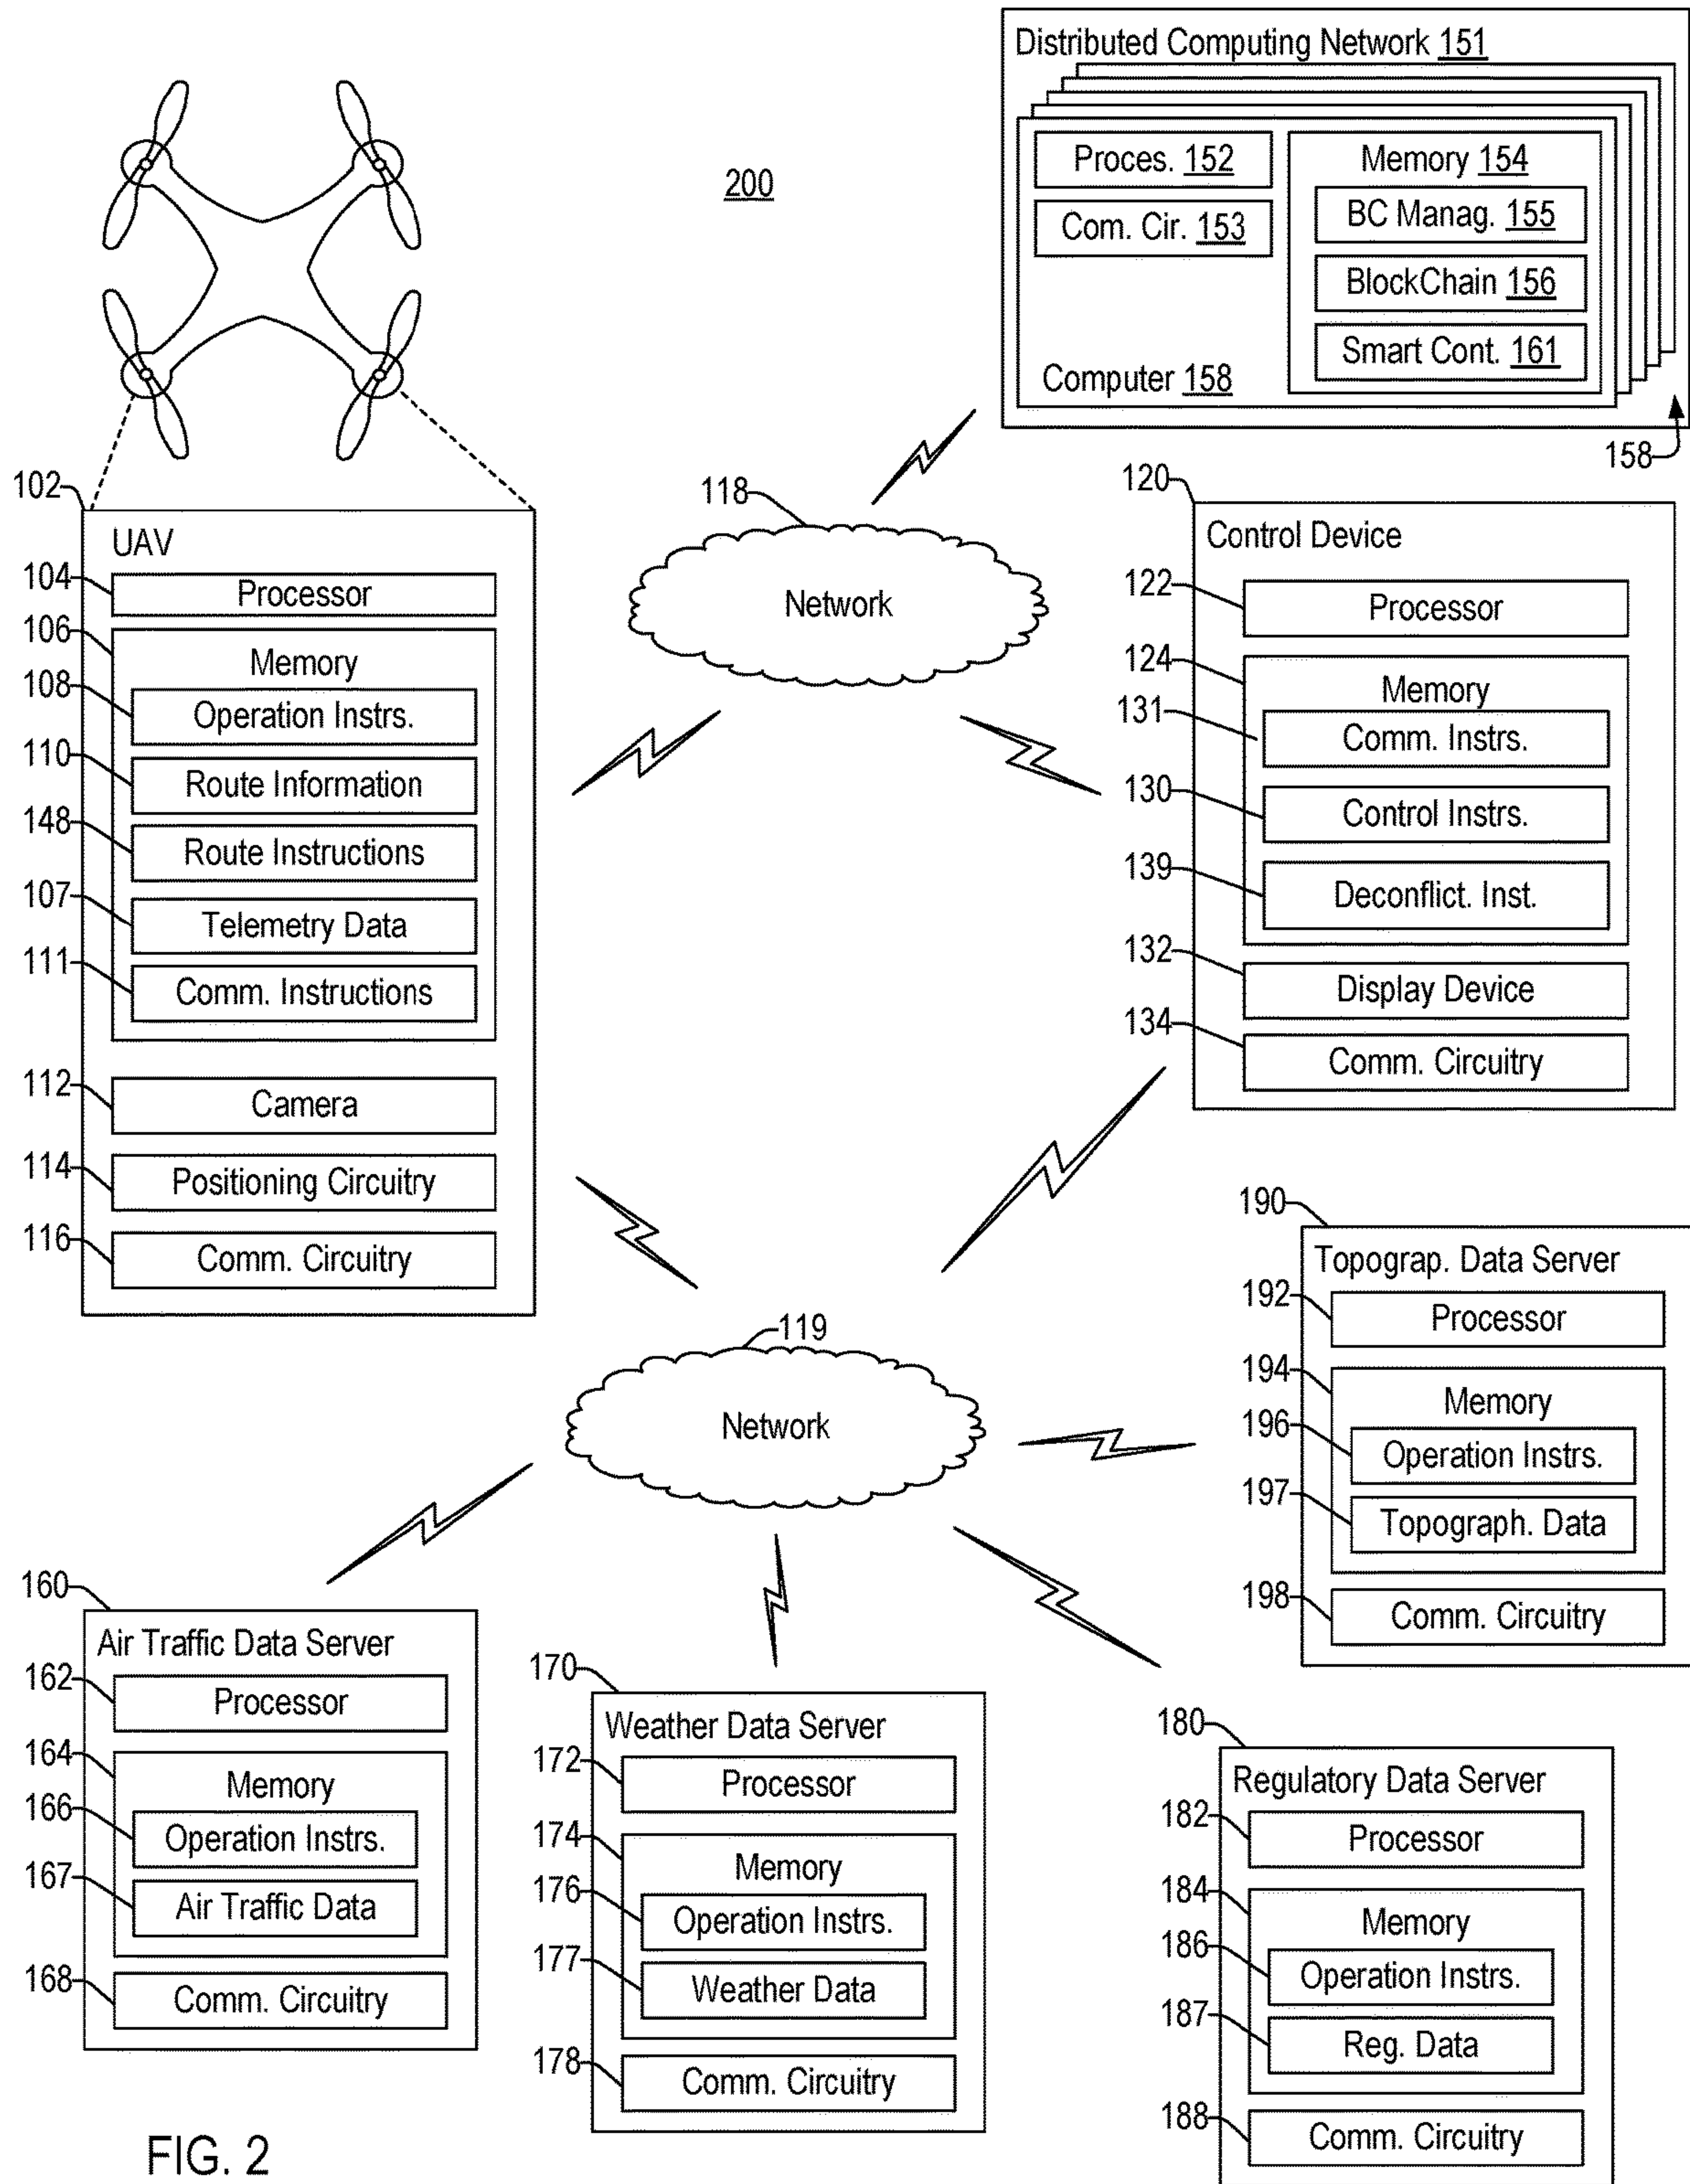 Distributed Computing Network 151
Proces. 152
Com. Cir. 153
Memory 154
BC Manag. 155
BlockChain 156
Smart Cont. 161
Computer 158
158
200
102
UAV
104
Processor
106
Memory
108
Operation Instrs.
110
Route Information
148
Route Instructions
107
Telemetry Data
111
Comm. Instructions
112
Camera
114
Positioning Circuitry
116
Comm. Circuitry
118
Network
120
Control Device
122
Processor
124
Memory
131
Comm. Instrs.
130
Control Instrs.
139
Deconflict. Inst.
132
Display Device
134
Comm. Circuitry
119
Network
190
Topograp. Data Server
192
Processor
194
Memory
196
Operation Instrs.
197
Topograph. Data
198
Comm. Circuitry
160
Air Traffic Data Server
162
Processor
164
Memory
166
Operation Instrs.
167
Air Traffic Data
168
Comm. Circuitry
170
Weather Data Server
172
Processor
174
Memory
176
Operation Instrs.
177
Weather Data
178
Comm. Circuitry
180
Regulatory Data Server
182
Processor
184
Memory
186
Operation Instrs.
187
Reg. Data
188
Comm. Circuitry
FIG. 2